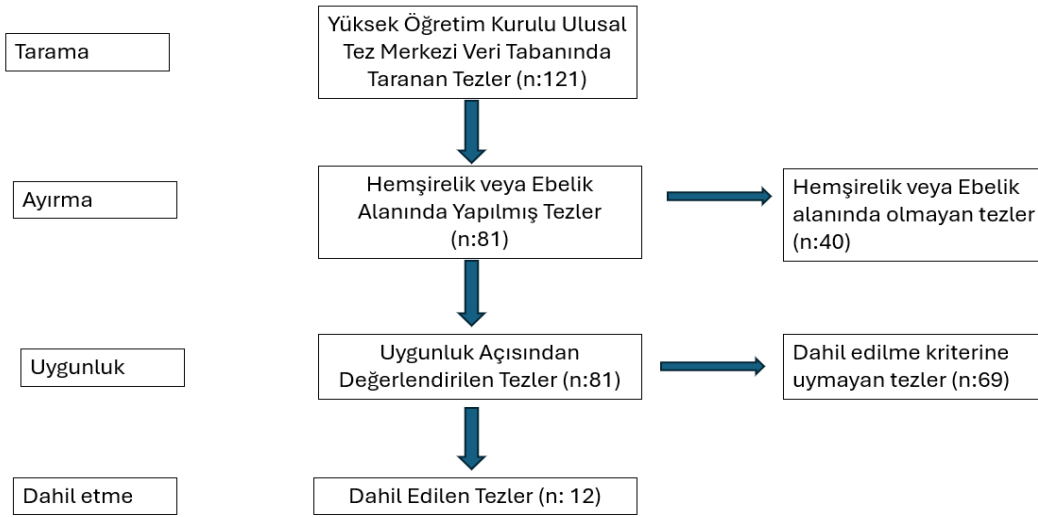 Tarama
Yüksek Öğretim Kurulu Ulusal
Tez Merkezi Veri Tabanında
Taranan Tezler (n:121)
Ayırma
Hemşirelik veya Ebelik
Alanında Yapılmış Tezler
(n:81)
Hemşirelik veya Ebelik
alanında olmayan tezler
(n:40)
Uygunluk
Uygunluk Açısından
Değerlendirilen Tezler (n:81)
Dahil edilme kriterine
uymayan tezler (n:69)
Dahil etme
Dahil Edilen Tezler (n: 12)